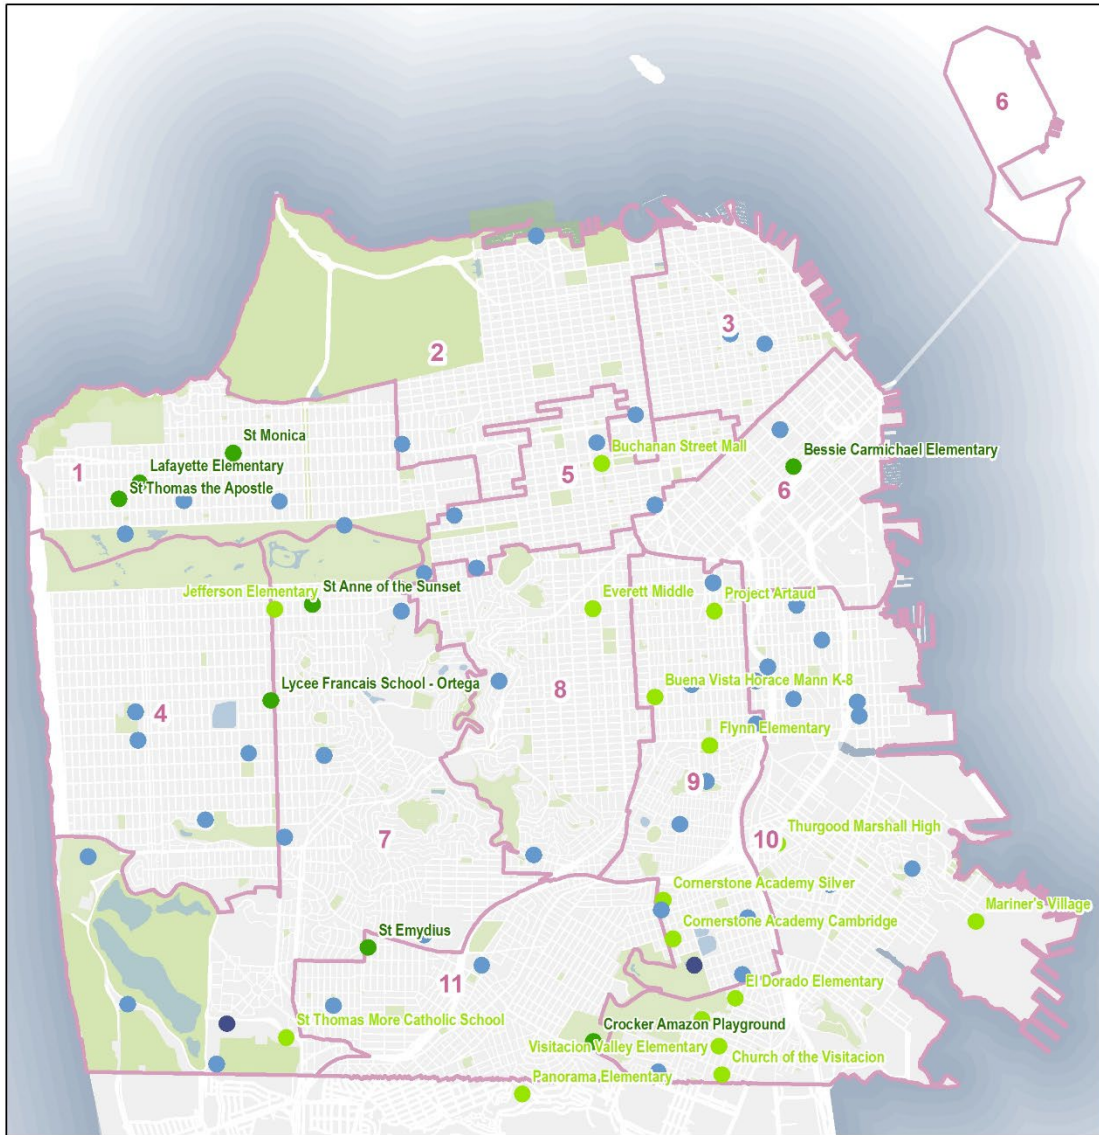 6
3
2
St Monica
Buchanan Street Mall
Bessie Carmichael Elementary
1
Lafayette Elementary
5
6
St Thomas the Apostle
Jefferson Elementary
St Anne of the Sunset
Everett Middle
Project Artaud
Lycee Francais School - Ortega
Buena Vista Horace Mann K-8
8
4
Flynn Elementary
9
7
10
Thurgood Marshall High
Cornerstone Academy Silver
Mariner's Village
Cornerstone Academy Cambridge
St Emydius
11
El Dorado Elementary
St Thomas More Catholic School
Crocker Amazon Playground
Visitacion Valley Elementary
Church of the Visitacion
Panorama Elementary